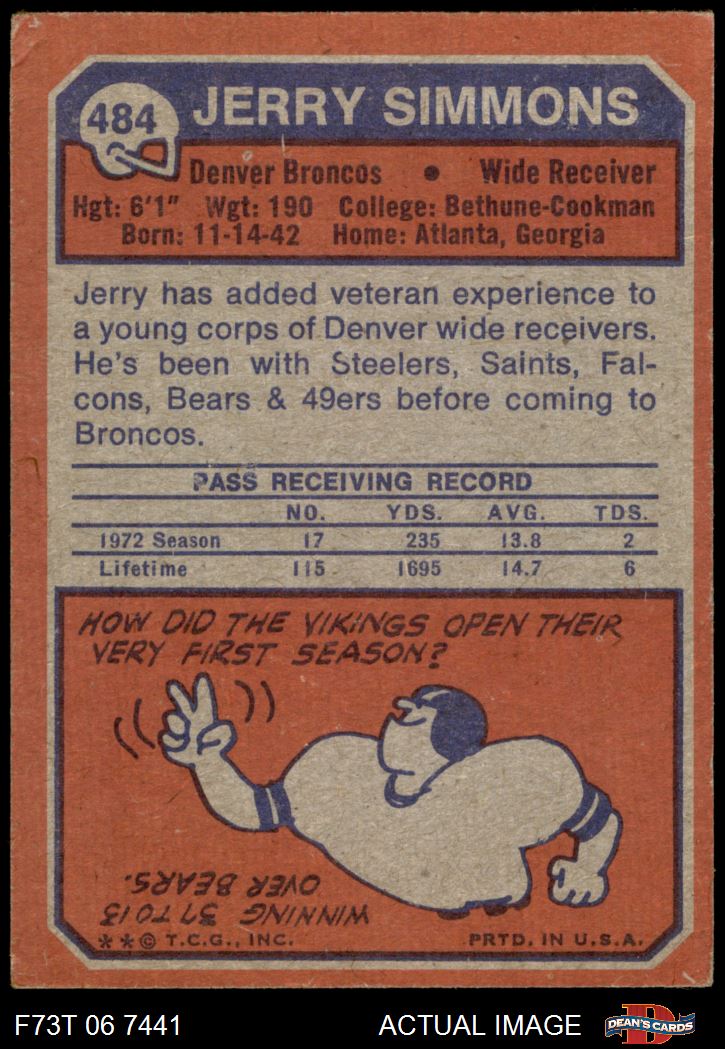 484 JERRY SIMMONS
Denver Broncos • Wide Receiver
Hgt: 6'1" Wgt: 190 College: Bethune-Cookman
Born: 11-14-42 Home: Atlanta, Georgia
Jerry has added veteran experience to
a young corps of Denver wide receivers.
He's been with Steelers, Saints, Fal-
cons, Bears & 49ers before coming to
Broncos.
PASS RECEIVING RECORD
NO. YDS. AVG. TDS.
1972 Season 17 235 13.8 2
Lifetime 115 1695 14.7 6
HOW DID THE VIKINGS OPEN THEIR
VERY FIRST SEASON?
WINNING 37 TO 13
OVER BEARS.
**© T.C.G., INC. PRTD. IN U.S.A.
F73T 06 7441 ACTUAL IMAGE D DEAN'S CARDS